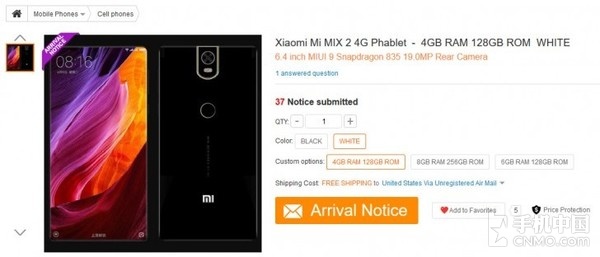 Mobile Phones
Cell phones
ARRIVAL NOTICE
08:16
Xiaomi Mi MIX 2 4G Phablet - 4GB RAM 128GB ROM WHITE
6.4 inch MIUI 9 Snapdragon 835 19.0MP Rear Camera
1 answered question
37 Notice submitted
QTY: - 1 +
Color: BLACK WHITE
Custom options: 4GB RAM 128GB ROM 8GB RAM 256GB ROM 6GB RAM 128GB ROM
Shipping Cost: FREE SHIPPING to United States Via Unregistered Air Mail
Arrival Notice
Add to Favorites 5
Price Protection
手机中国
CNMO.com